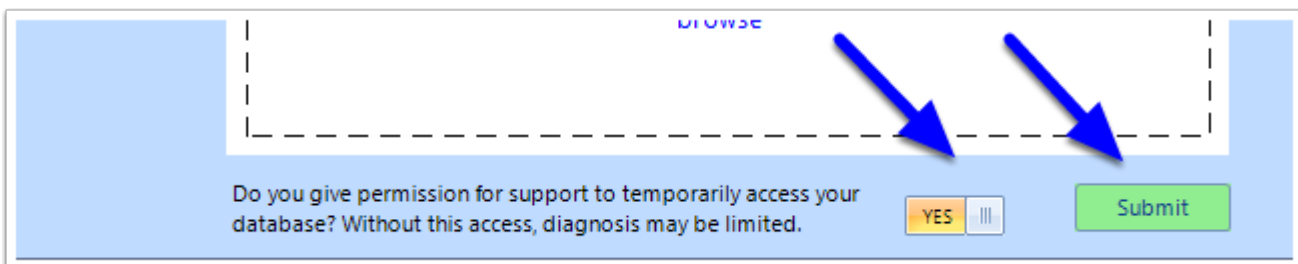 browse
Do you give permission for support to temporarily access your
database? Without this access, diagnosis may be limited.
YES
Submit